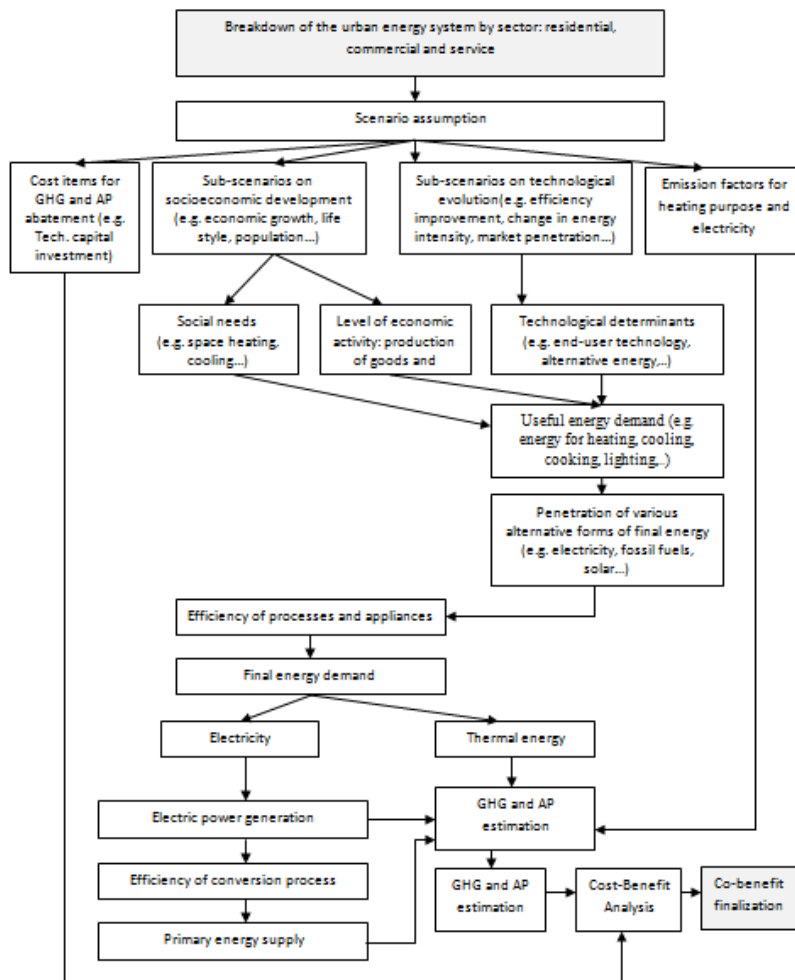 Breakdown of the urban energy system by sector: residential,
commercial and service
Scenario assumption
Cost items for
GHG and AP
abatement (e.g.
Tech. capital
investment)
Sub-scenarios on
socioeconomic development
(e.g. economic growth, life
style, population...)
Sub-scenarios on technological
evolution(e.g. efficiency
improvement, change in energy
intensity, market penetration...)
Emission factors for
heating purpose and
electricity
Social needs
(e.g. space heating,
cooling...)
Level of economic
activity: production
of goods and
Technological determinants
(e.g. end-user technology,
alternative energy,..)
Useful energy demand (e.g.
energy for heating, cooling,
cooking, lighting,..)
Penetration of various
alternative forms of final energy
(e.g. electricity, fossil fuels,
solar...)
Efficiency of processes and appliances
Final energy demand
Electricity
Thermal energy
Electric power generation
GHG and AP
estimation
Efficiency of conversion process
GHG and AP
estimation
Cost-Benefit
Analysis
Co-benefit
finalization
Primary energy supply